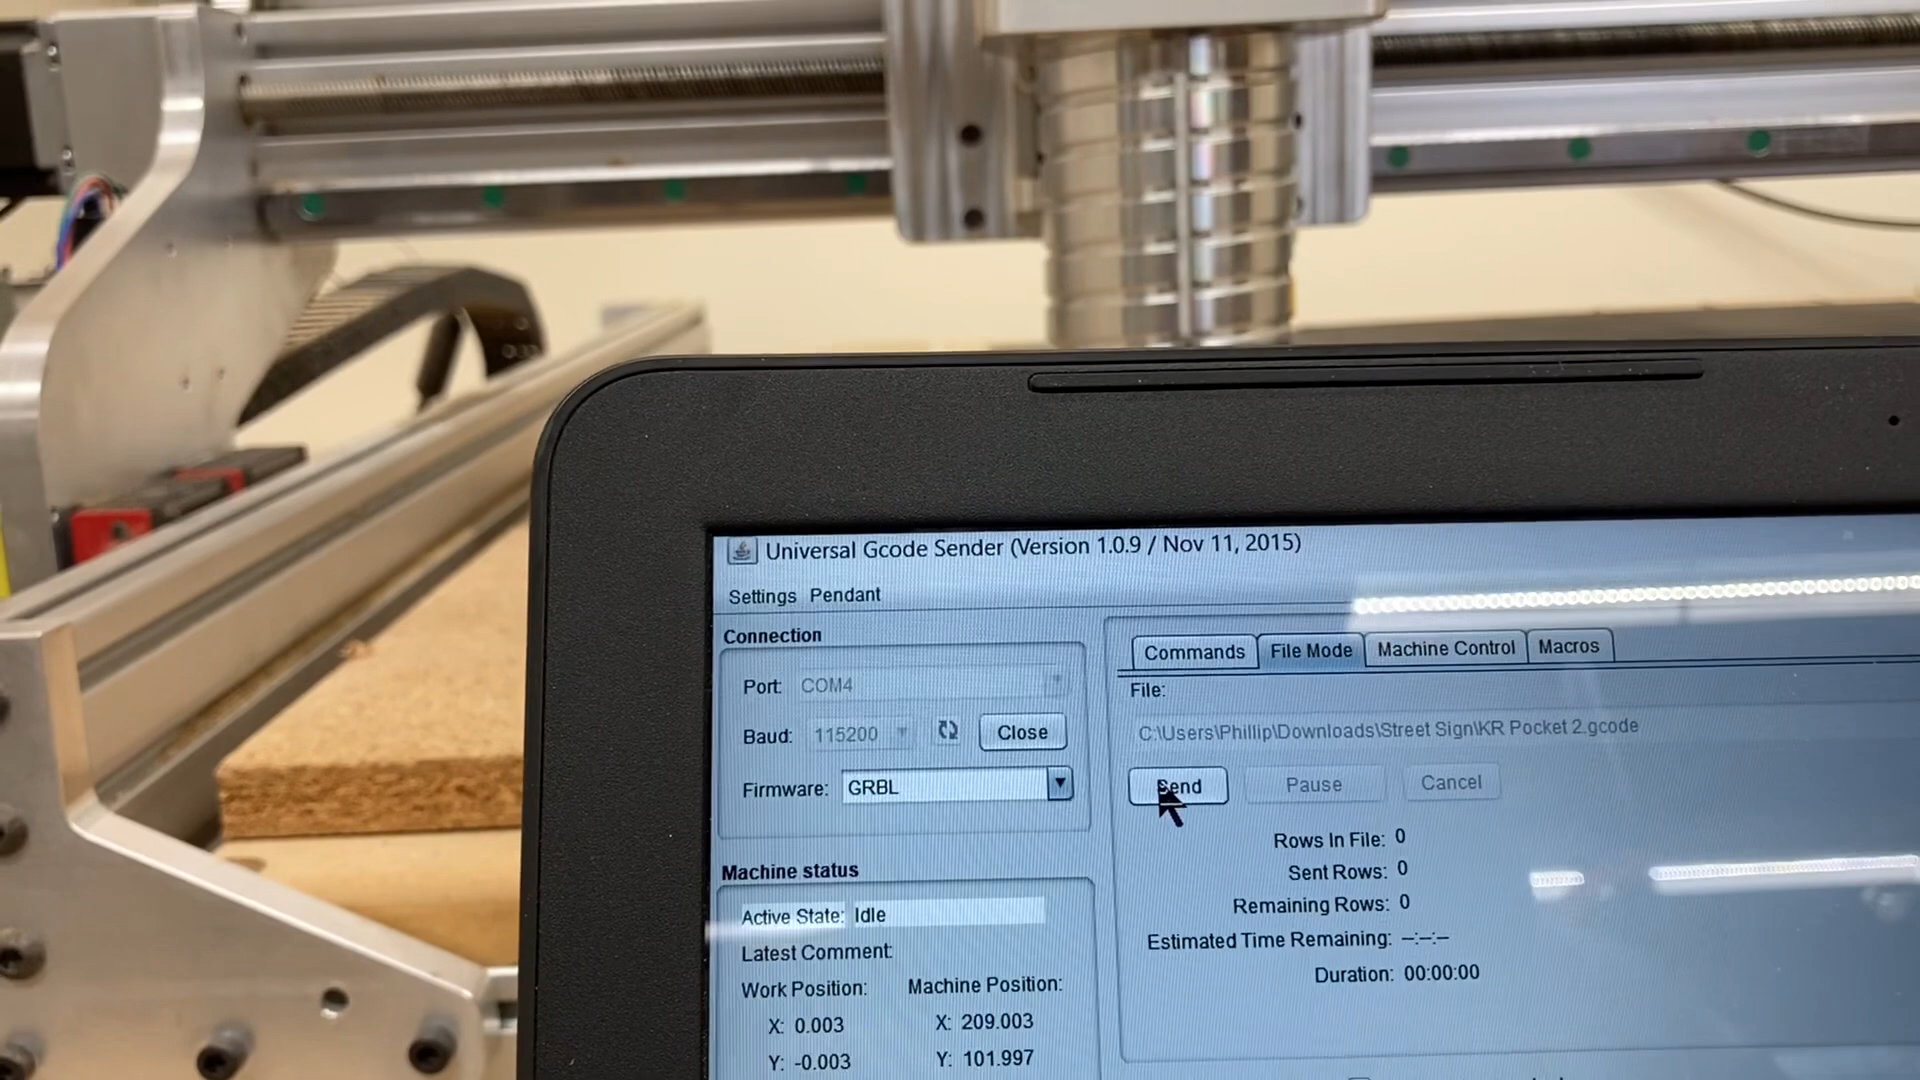 Universal Gcode Sender (Version 1.0.9 / Nov 11, 2015)
Settings Pendant
Connection
Port: COM4
Baud: 115200 Close
Firmware: GRBL
Machine status
Active State: Idle
Latest Comment:
Work Position: Machine Position:
X: 0.003 X: 209.003
Y: -0.003 Y: 101.997
Commands File Mode Machine Control Macros
File:
C:\Users\Phillip\Downloads\Street Sign\KR Pocket 2.gcode
Send Pause Cancel
Rows In File: 0
Sent Rows: 0
Remaining Rows: 0
Estimated Time Remaining: --:--:--
Duration: 00:00:00